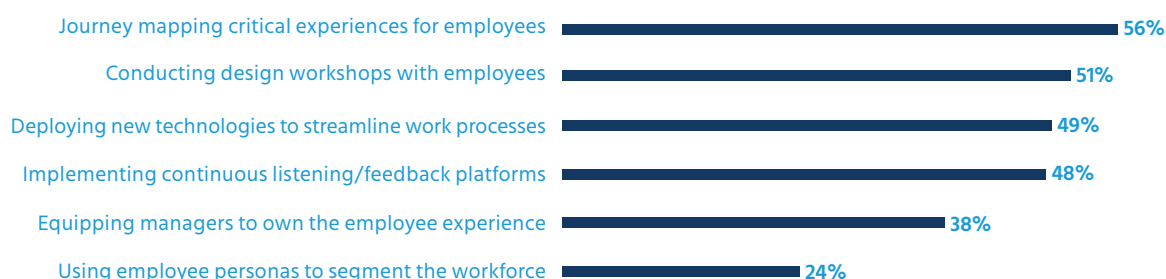 Journey mapping critical experiences for employees 56%
Conducting design workshops with employees 51%
Deploying new technologies to streamline work processes 49%
Implementing continuous listening/feedback platforms 48%
Equipping managers to own the employee experience 38%
Using employee personas to segment the workforce 24%